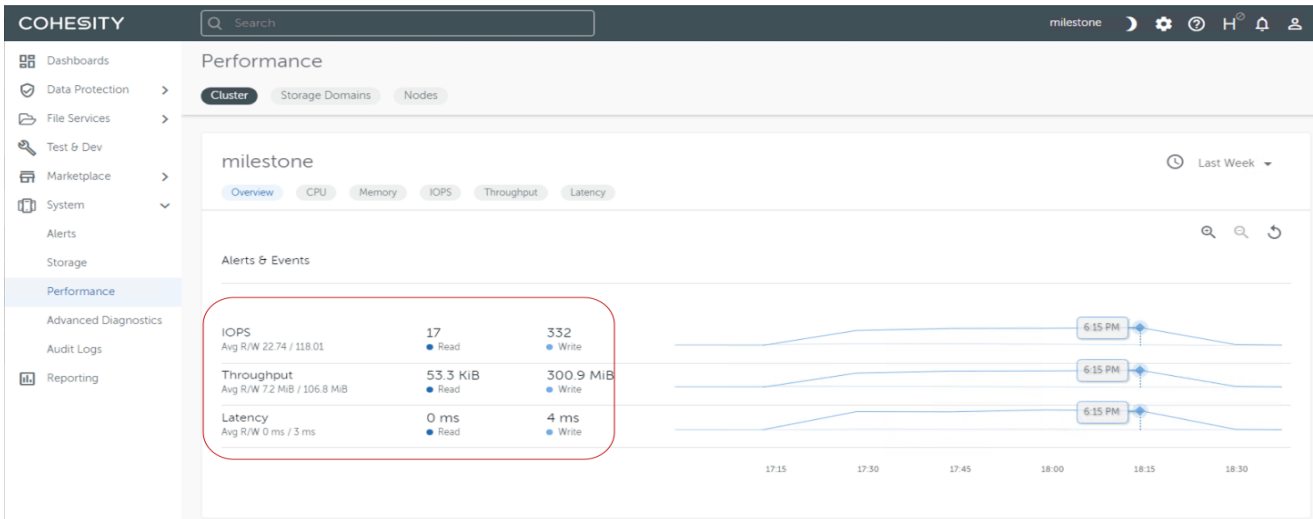 COHESITY
Search
milestone
H
Dashboards
Data Protection
File Services
Test & Dev
Marketplace
System
Alerts
Storage
Performance
Advanced Diagnostics
Audit Logs
Reporting
Performance
Cluster Storage Domains Nodes
milestone
Last Week
Overview CPU Memory IOPS Throughput Latency
Alerts & Events
IOPS 17 332
Avg R/W 22.74 / 118.01 Read Write
6:15 PM
Throughput 53.3 KiB 300.9 MiB
Avg R/W 7.2 MiB / 106.8 MiB Read Write
6:15 PM
Latency 0 ms 4 ms
Avg R/W 0 ms / 3 ms Read Write
6:15 PM
17:15 17:30 17:45 18:00 18:15 18:30